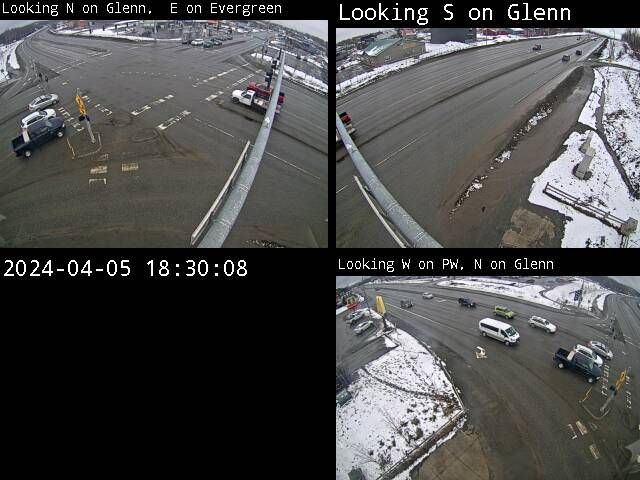 Looking N on Glenn,  E on Evergreen
Looking S on Glenn
2024-04-05 18:30:08
Looking W on PW, N on Glenn